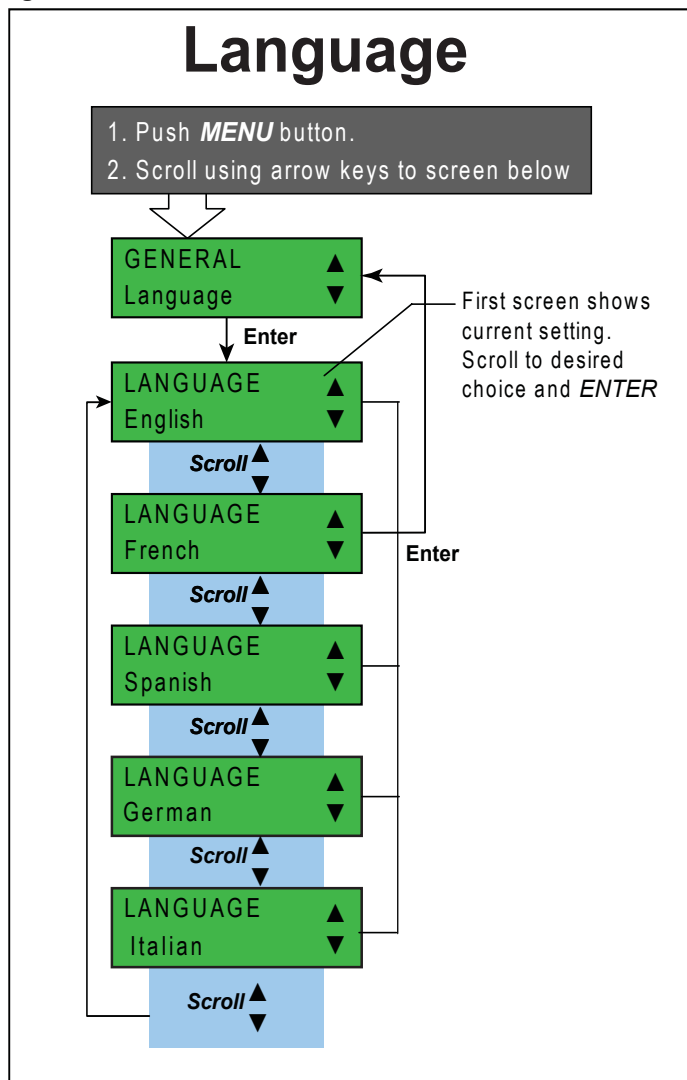 Language
1. Push MENU button.
2. Scroll using arrow keys to screen below
GENERAL
Language
Enter
First screen shows
current setting.
Scroll to desired
choice and ENTER
LANGUAGE
English
Scroll
LANGUAGE
French
Enter
Scroll
LANGUAGE
Spanish
Scroll
LANGUAGE
German
Scroll
LANGUAGE
Italian
Scroll